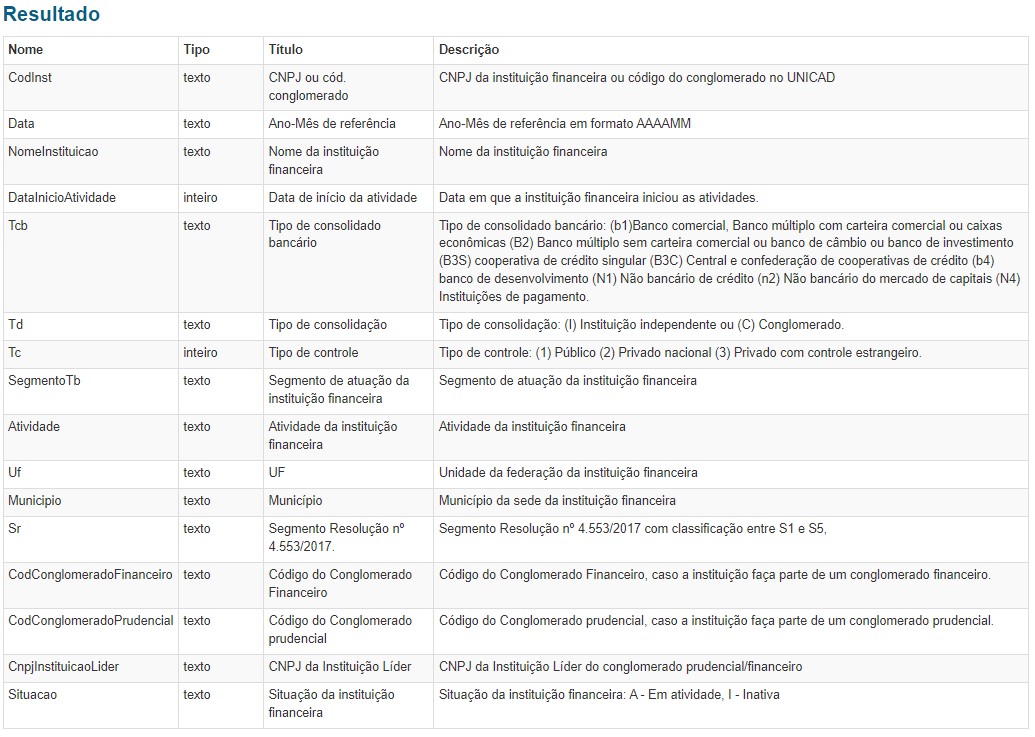 Resultado
Nome Tipo Título Descrição
CodInst texto CNPJ ou cód. CNPJ da instituição financeira ou código do conglomerado no UNICAD
conglomerado
Data texto Ano-Mês de referência Ano-Mês de referência em formato AAAAMM
NomeInstituicao texto Nome da instituição Nome da instituição financeira
financeira
DataInicioAtividade inteiro Data de início da atividade Data em que a instituição financeira iniciou as atividades.
Tcb texto Tipo de consolidado Tipo de consolidado bancário: (b1)Banco comercial, Banco múltiplo com carteira comercial ou caixas
bancário econômicas (B2) Banco múltiplo sem carteira comercial ou banco de câmbio ou banco de investimento
(B3S) cooperativa de crédito singular (B3C) Central e confederação de cooperativas de crédito (b4)
banco de desenvolvimento (N1) Não bancário de crédito (n2) Não bancário do mercado de capitais (N4)
Instituições de pagamento.
Td texto Tipo de consolidação Tipo de consolidação: (I) Instituição independente ou (C) Conglomerado.
Tc inteiro Tipo de controle Tipo de controle: (1) Público (2) Privado nacional (3) Privado com controle estrangeiro.
SegmentoTb texto Segmento de atuação da Segmento de atuação da instituição financeira
instituição financeira
Atividade texto Atividade da instituição Atividade da instituição financeira
financeira
Uf texto UF Unidade da federação da instituição financeira
Municipio texto Município Município da sede da instituição financeira
Sr texto Segmento Resolução nº Segmento Resolução nº 4.553/2017 com classificação entre S1 e S5,
4.553/2017.
CodConglomeradoFinanceiro texto Código do Conglomerado Código do Conglomerado Financeiro, caso a instituição faça parte de um conglomerado financeiro.
Financeiro
CodConglomeradoPrudencial texto Código do Conglomerado Código do Conglomerado prudencial, caso a instituição faça parte de um conglomerado prudencial.
prudencial
CnpjInstituicaoLider texto CNPJ da Instituição Líder CNPJ da Instituição Líder do conglomerado prudencial/financeiro
Situacao texto Situação da instituição Situação da instituição financeira: A - Em atividade, I - Inativa
financeira